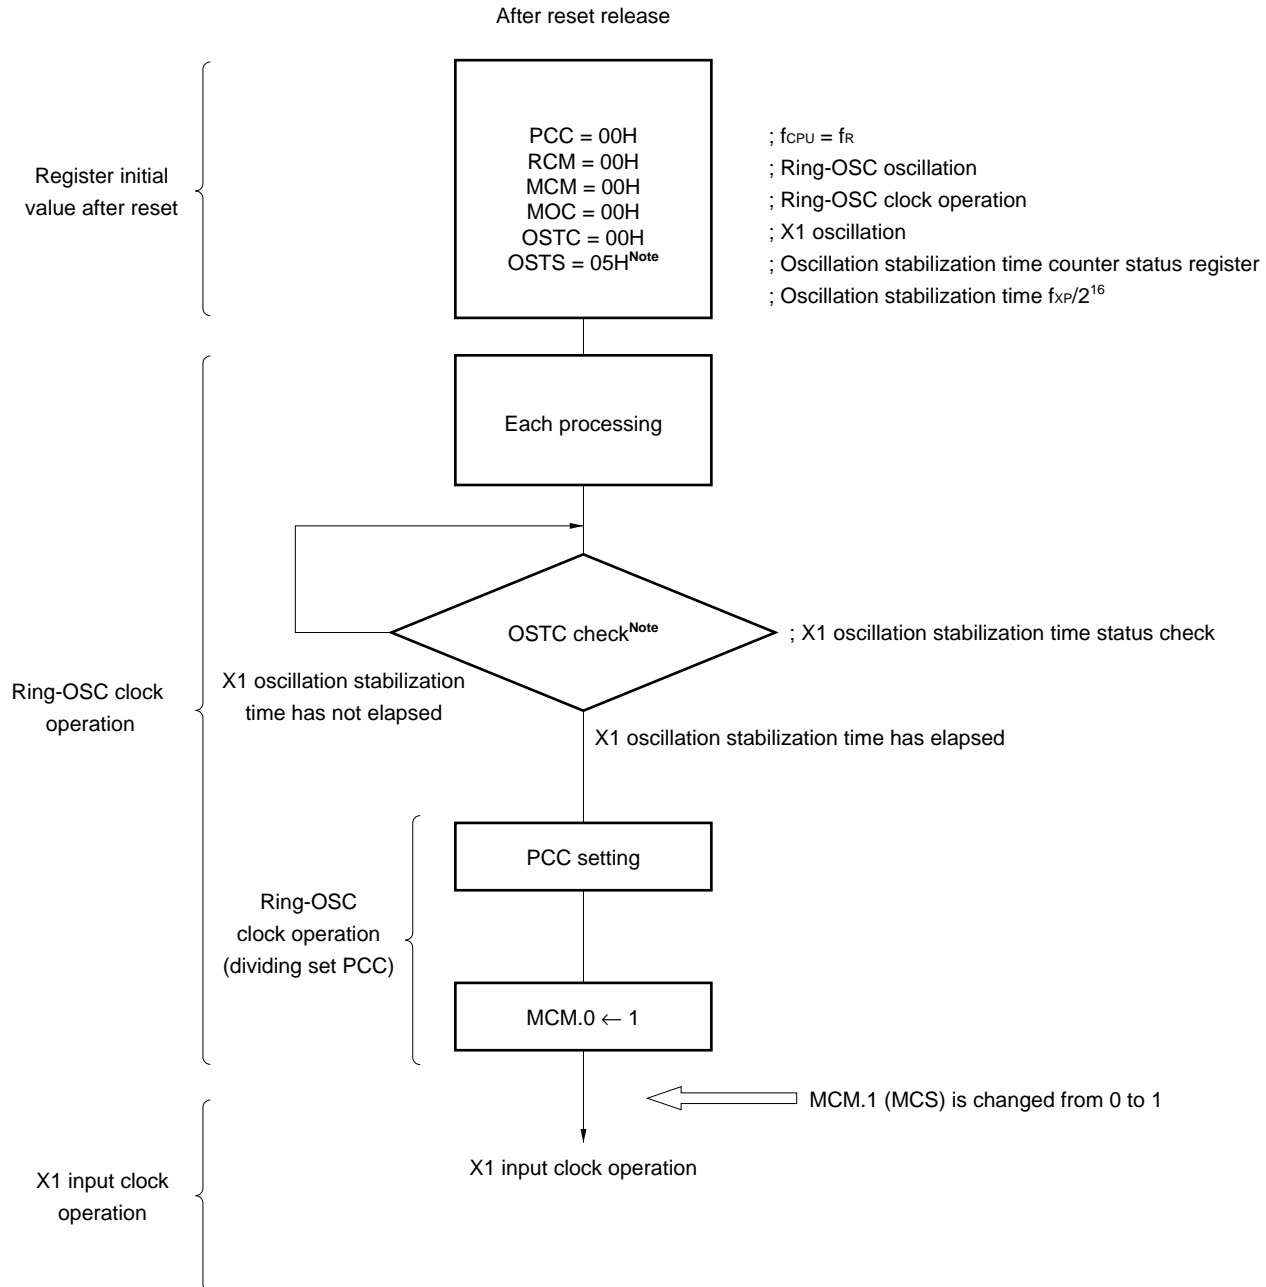 After reset release
Register initial
value after reset
PCC = 00H
RCM = 00H
MCM = 00H
MOC = 00H
OSTC = 00H
OSTS = 05HNote
; fCPU = fR
; Ring-OSC oscillation
; Ring-OSC clock operation
; X1 oscillation
; Oscillation stabilization time counter status register
; Oscillation stabilization time fXP/2^16
Each processing
Ring-OSC clock
operation
OSTC checkNote
; X1 oscillation stabilization time status check
X1 oscillation stabilization
time has not elapsed
X1 oscillation stabilization time has elapsed
Ring-OSC
clock operation
(dividing set PCC)
PCC setting
MCM.0 ← 1
MCM.1 (MCS) is changed from 0 to 1
X1 input clock operation
X1 input clock
operation